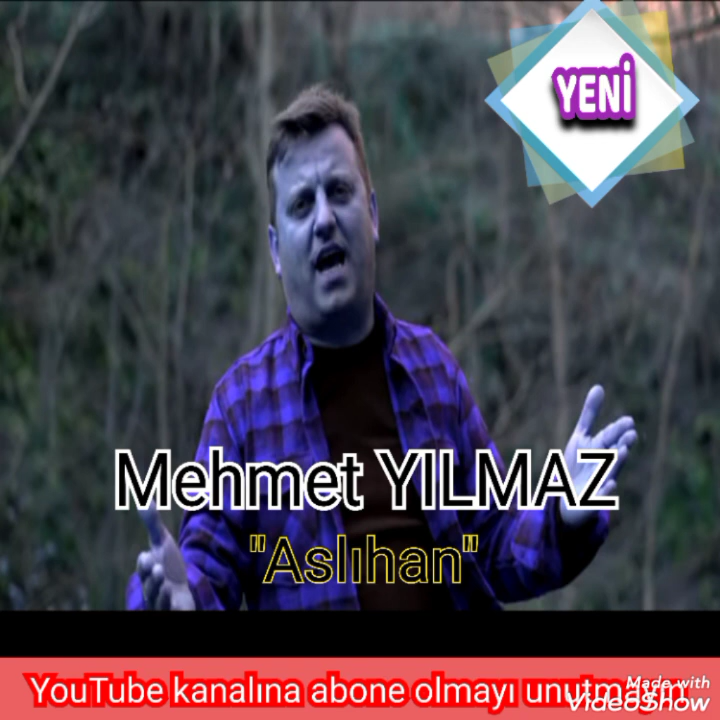 YENİ
Mehmet YILMAZ
"Aslıhan"
YouTube kanalına abone olmayı unutmayın
Made with
VideoShow